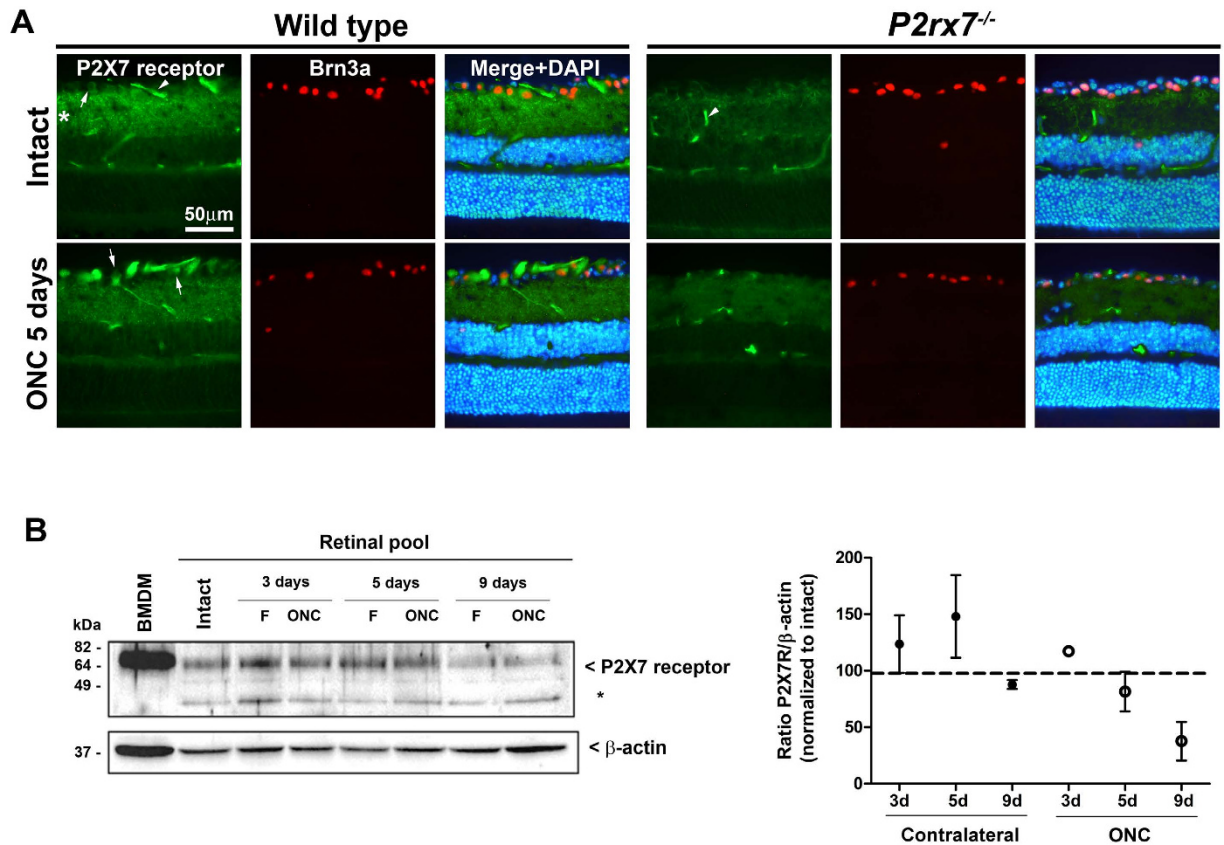 A
Wild type
P2rx7-/-
P2X7 receptor
Brn3a
Merge+DAPI
Intact
*
50μm
ONC 5 days
B
Retinal pool
BMDM
Intact
3 days
5 days
9 days
F
ONC
F
ONC
F
ONC
kDa
82 -
64 -
49 -
< P2X7 receptor
*
37 -
< β-actin
Ratio P2X7R/β-actin
(normalized to intact)
200
150
100
50
0
3d
5d
9d
3d
5d
9d
Contralateral
ONC